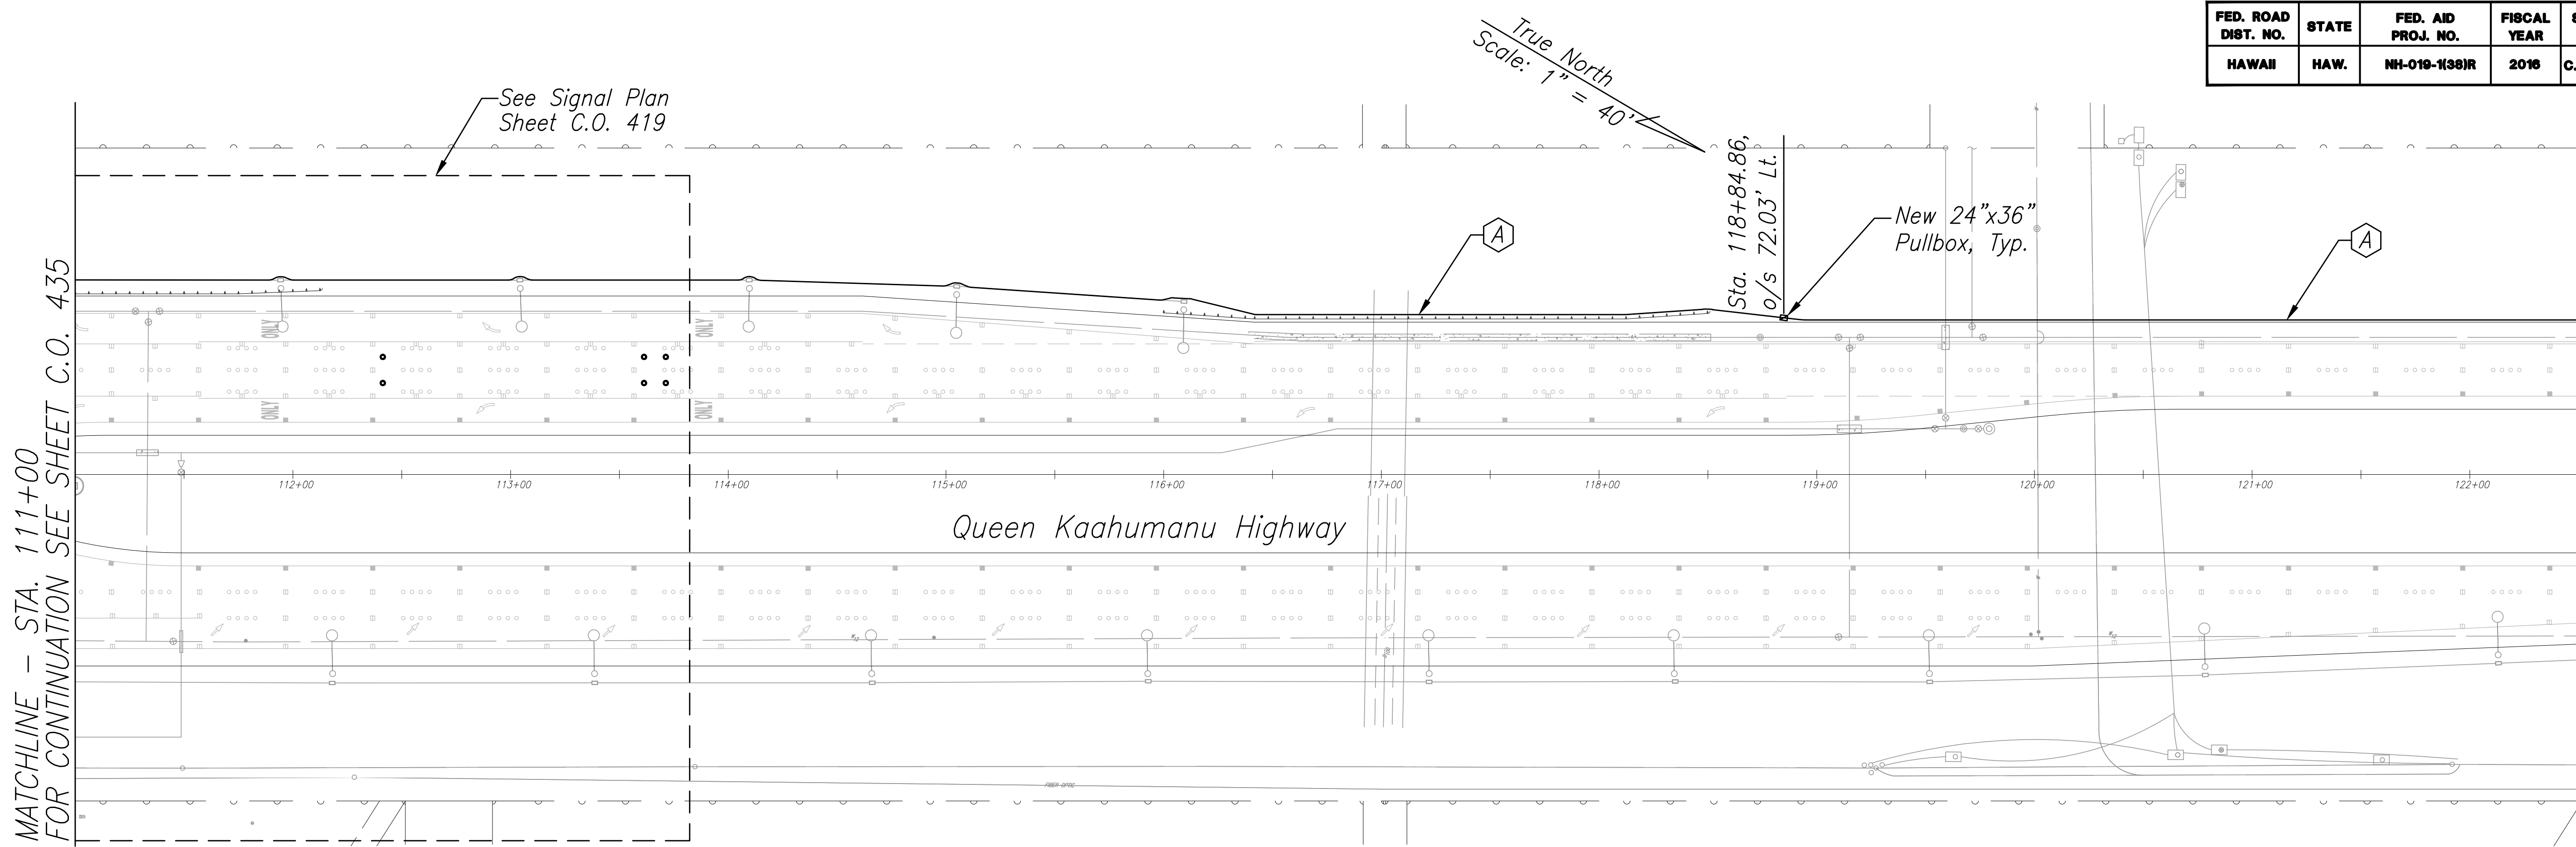 FED. ROAD DIST. NO.
STATE
FED. AID PROJ. NO.
FISCAL YEAR
HAWAII
HAW.
NH-019-1(38)R
2016
C.
True North
Scale: 1" = 40'
See Signal Plan
Sheet C.O. 419
Sta. 118+84.86,
o/s 72.03' Lt.
New 24"x36"
Pullbox, Typ.
A
A
ONLY
ONLY
ONLY
ONLY
MATCHLINE - STA. 111+00
FOR CONTINUATION SEE SHEET C.O. 435
112+00
113+00
114+00
115+00
116+00
117+00
118+00
119+00
120+00
121+00
122+00
Queen Kaahumanu Highway
FIBER OPTIC